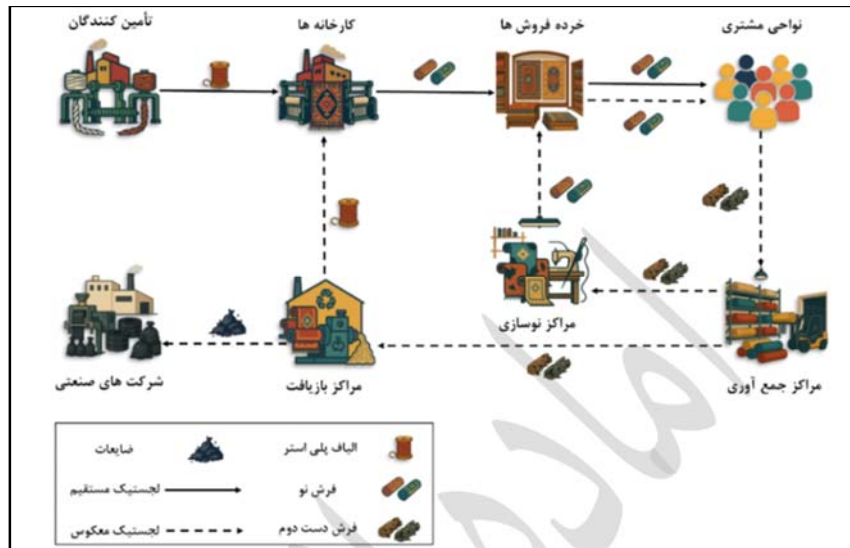 نواحی مشتری
خرده فروش ها
کارخانه ها
تأمین کنندگان
مراکز جمع آوری
مراکز نوسازی
مراکز بازیافت
شرکت های صنعتی
الیاف پلی استر
ضایعات
فرش نو
لجستیک مستقیم
فرش دست دوم
لجستیک معکوس